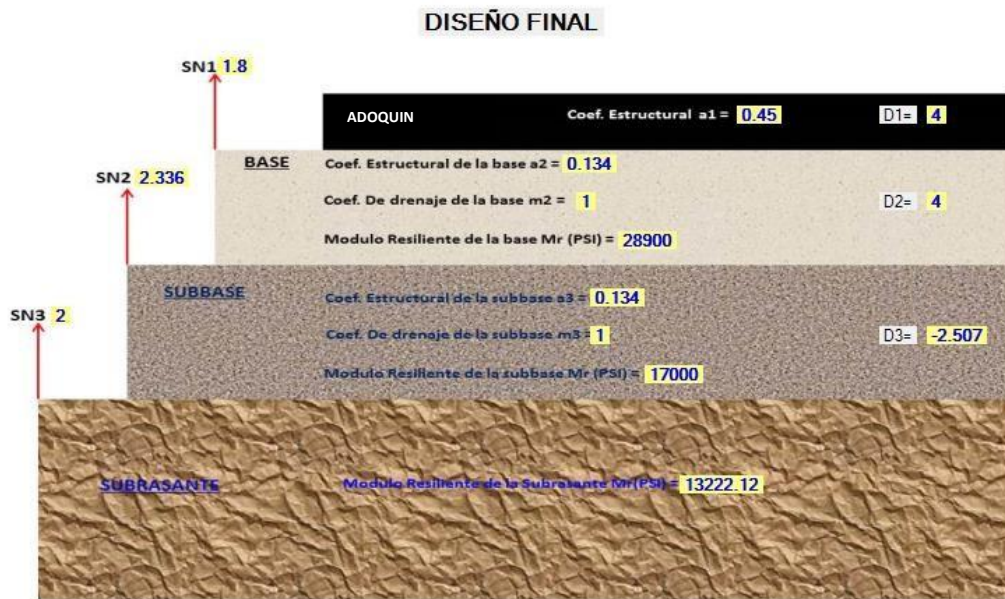 DISEÑO FINAL
SN1 1.8
ADOQUIN Coef. Estructural a1 = 0.45 D1= 4
BASE Coef. Estructural de la base a2 = 0.134
SN2 2.336
Coef. De drenaje de la base m2 = 1 D2= 4
Modulo Resiliente de la base Mr (PSI) = 28900
SUBBASE Coef. Estructural de la subbase a3 = 0.134
SN3 2
Coef. De drenaje de la subbase m3 = 1 D3= -2.507
Modulo Resiliente de la subbase Mr (PSI) = 17000
SUBRASANTE Modulo Resiliente de la Subrasante Mr(PSI) = 13222.12